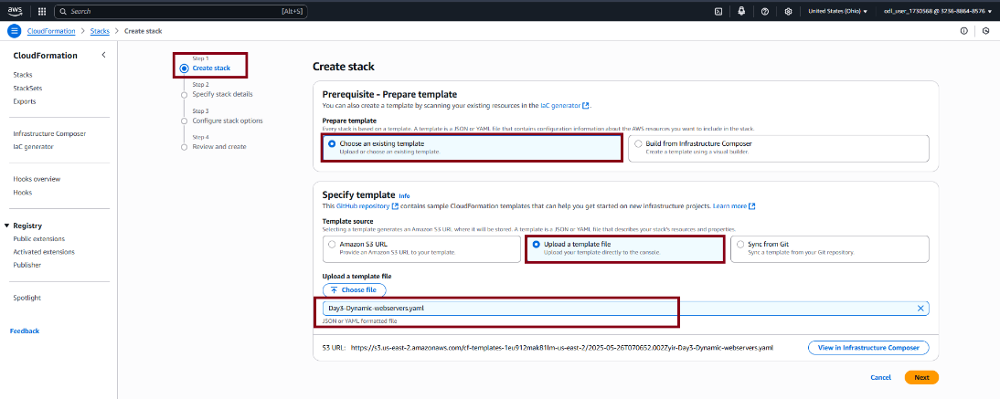 aws
Search
[Alt+S]
United States (Ohio)
odl_user_1730568 @ 3236-8864-8576
CloudFormation > Stacks > Create stack
CloudFormation
Stacks
StackSets
Exports
Infrastructure Composer
IaC generator
Hooks overview
Hooks
Registry
Public extensions
Activated extensions
Publisher
Spotlight
Feedback
Step 1
Create stack
Step 2
Specify stack details
Step 3
Configure stack options
Step 4
Review and create
Create stack
Prerequisite - Prepare template
You can also create a template by scanning your existing resources in the IaC generator.
Prepare template
Every stack is based on a template. A template is a JSON or YAML file that contains configuration information about the AWS resources you want to include in the stack.
Choose an existing template
Upload or choose an existing template.
Build from Infrastructure Composer
Create a template using a visual builder.
Specify template Info
This GitHub repository contains sample CloudFormation templates that can help you get started on new infrastructure projects. Learn more
Template source
Selecting a template generates an Amazon S3 URL where it will be stored. A template is a JSON or YAML file that describes your stack's resources and properties.
Amazon S3 URL
Provide an Amazon S3 URL to your template.
Upload a template file
Upload your template directly to the console.
Sync from Git
Sync a template from your Git repository.
Upload a template file
Choose file
Day3-Dynamic-webservers.yaml
JSON or YAML formatted file
S3 URL: https://s3.us-east-2.amazonaws.com/cf-templates-1eu912mak81lm-us-east-2/2025-05-26T070652.002Zyir-Day3-Dynamic-webservers.yaml
View in Infrastructure Composer
Cancel
Next